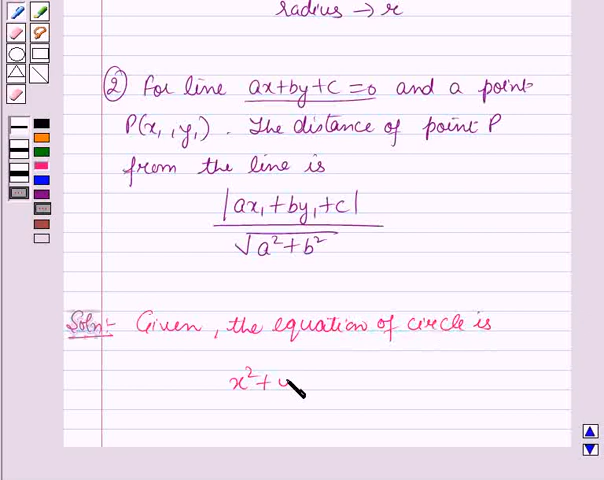 radius → r
② For line ax+by+c=0 and a point
P(x₁, y₁). The distance of point P
from the line is
|ax₁+by₁+c|
√a²+b²
Soln:- Given, the equation of circle is
x²+